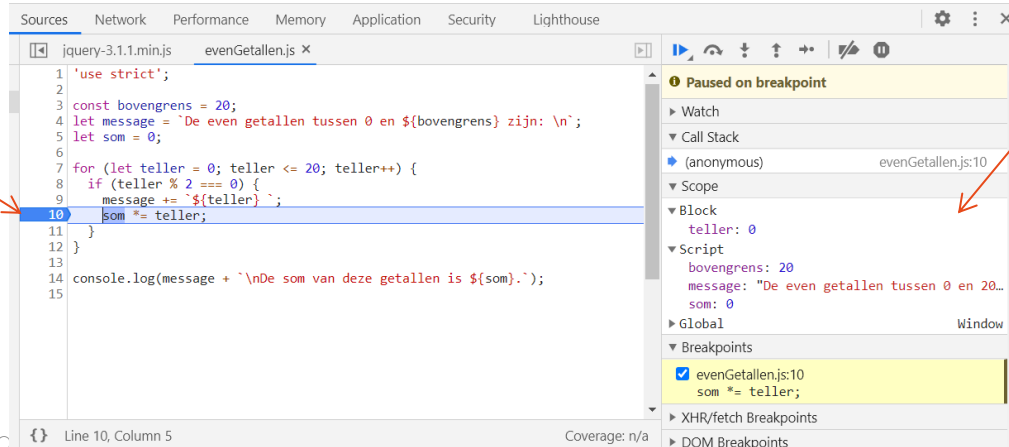 Sources Network Performance Memory Application Security Lighthouse
jquery-3.1.1.min.js evenGetallen.js ×
1 'use strict';
2
3 const bovengrens = 20;
4 let message = `De even getallen tussen 0 en ${bovengrens} zijn: \n`;
5 let som = 0;
6
7 for (let teller = 0; teller <= 20; teller++) {
8 if (teller % 2 === 0) {
9 message += `${teller} `;
10 som *= teller;
11 }
12 }
13
14 console.log(message + `\nDe som van deze getallen is ${som}.`);
15
{} Line 10, Column 5 Coverage: n/a
Paused on breakpoint
Watch
Call Stack
(anonymous) evenGetallen.js:10
Scope
Block
teller: 0
Script
bovengrens: 20
message: "De even getallen tussen 0 en 20…
som: 0
Global Window
Breakpoints
evenGetallen.js:10
som *= teller;
XHR/fetch Breakpoints
DOM Breakpoints